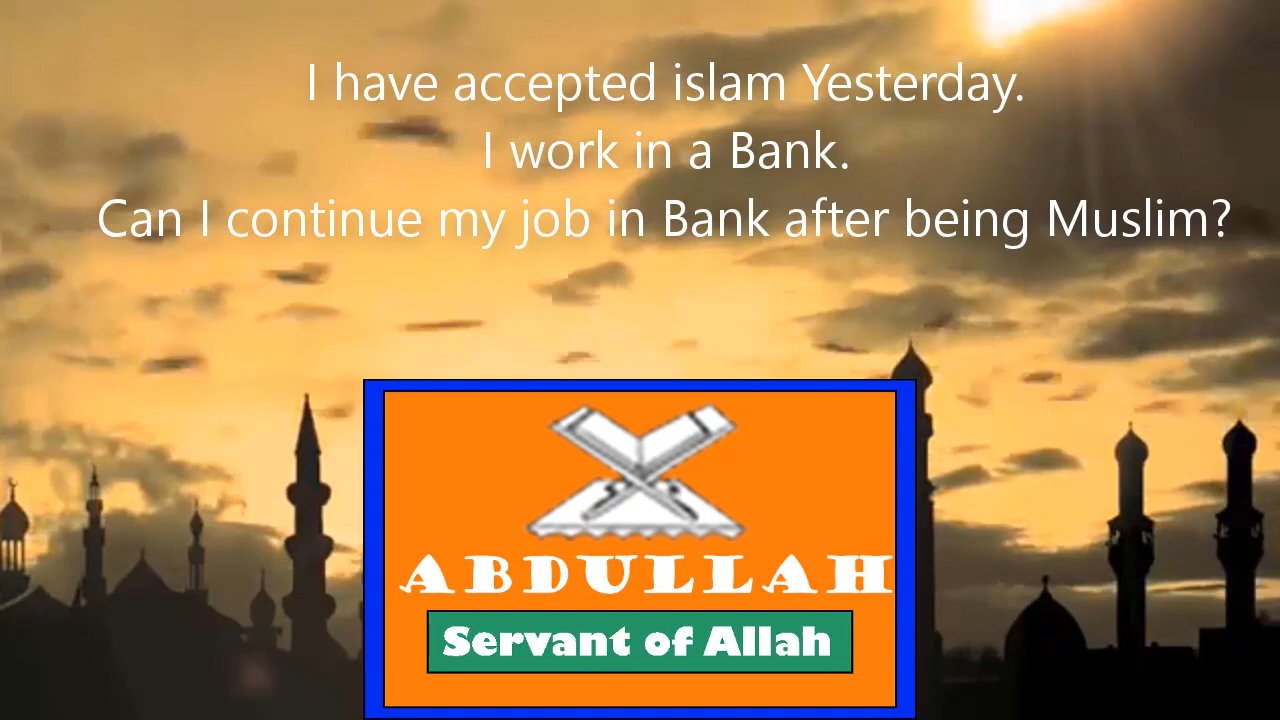 I have accepted islam Yesterday.
I work in a Bank.
Can I continue my job in Bank after being Muslim?
ABDULLAH
Servant of Allah